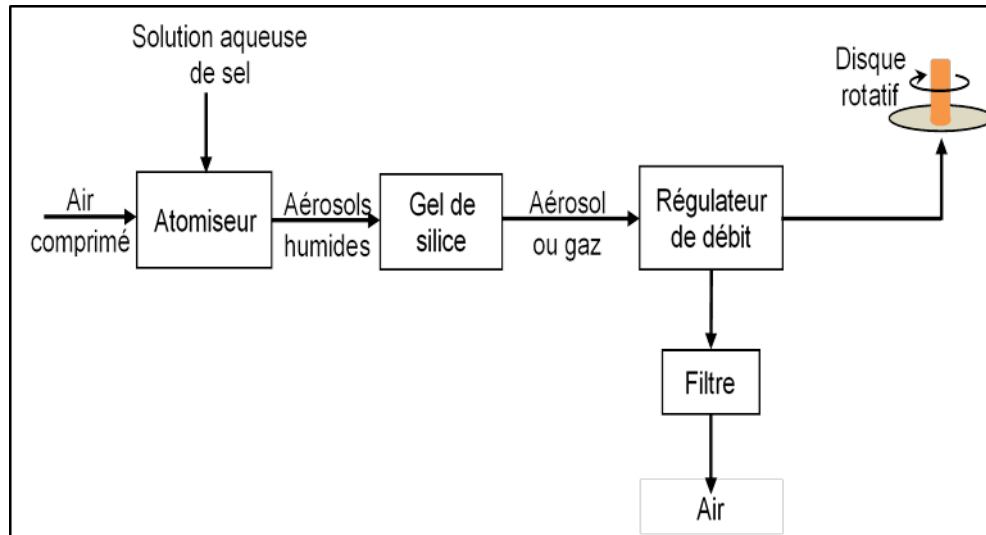 Solution aqueuse
de sel
Disque
rotatif
Air
comprimé
Atomiseur
Aérosols
humides
Gel de
silice
Aérosol
ou gaz
Régulateur
de débit
Filtre
Air